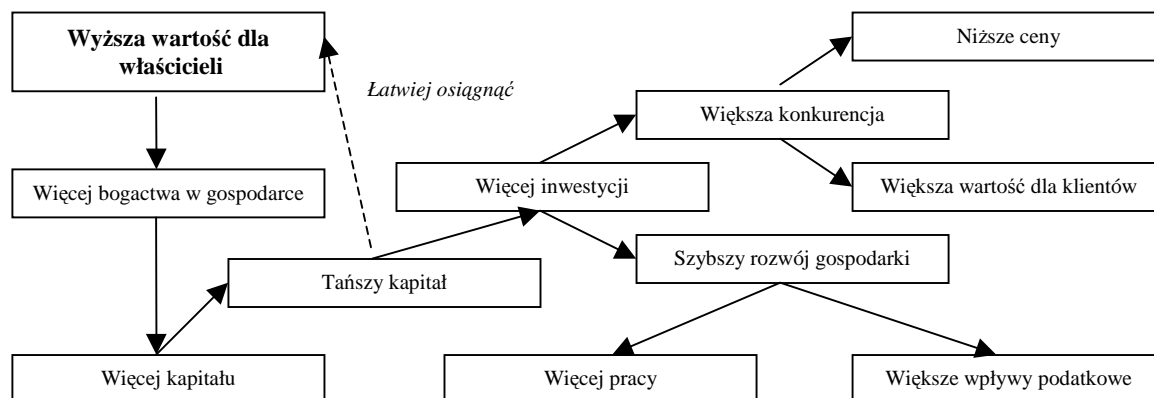 Wyższa wartość dla
właścicieli
Niższe ceny
Łatwiej osiągnąć
Większa konkurencja
Więcej bogactwa w gospodarce
Więcej inwestycji
Większa wartość dla klientów
Szybszy rozwój gospodarki
Tańszy kapitał
Więcej kapitału
Więcej pracy
Większe wpływy podatkowe